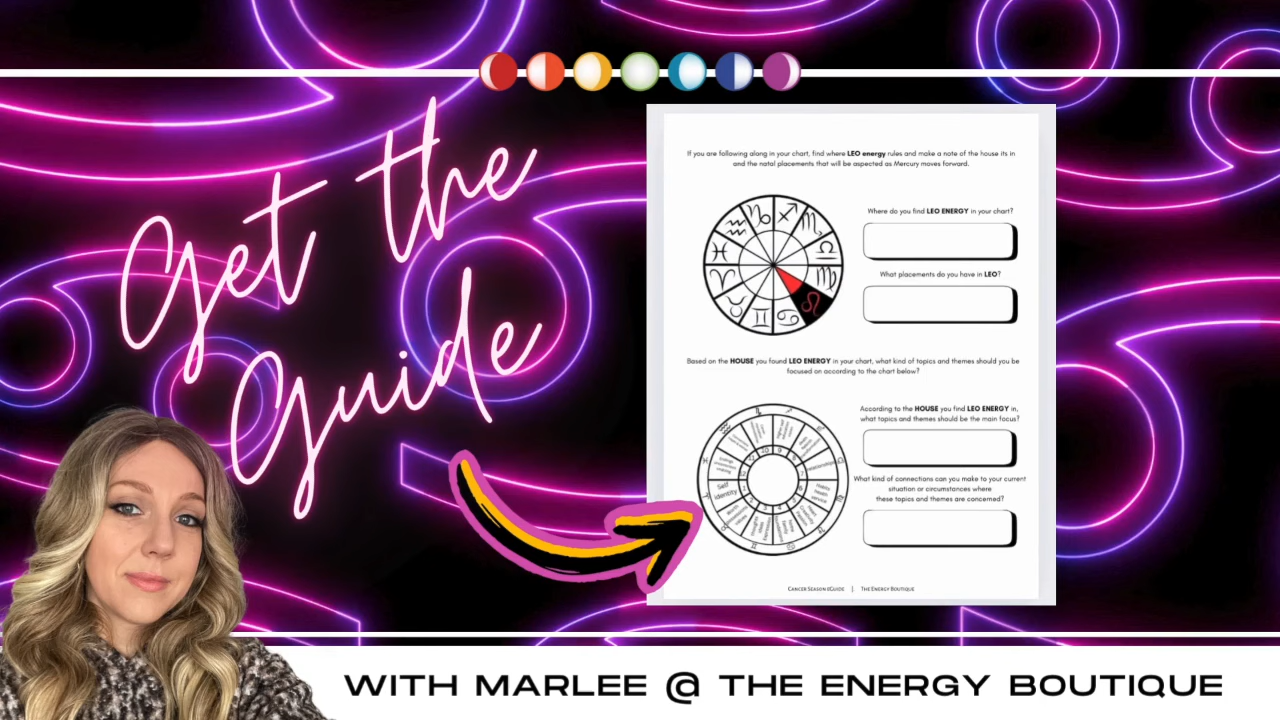 Get the
Guide
If you are following along in your chart, find where LEO energy rules and make a note of the house its in
and the natal placements that will be aspected as Mercury moves forward.
Where do you find LEO ENERGY in your chart?
What placements do you have in LEO?
Based on the HOUSE you found LEO ENERGY in your chart, what kind of topics and themes should you be
focused on according to the chart below?
According to the HOUSE you find LEO ENERGY in,
what topics and themes should be the main focus?
What kind of connections can you make to your current
situation or circumstances where
these topics and themes are concerned?
Self
Identity
Relationships
Habits
health
service
CANCER SEASON I/GUIDE | THE ENERGY BOUTIQUE
WITH MARLEE @ THE ENERGY BOUTIQUE